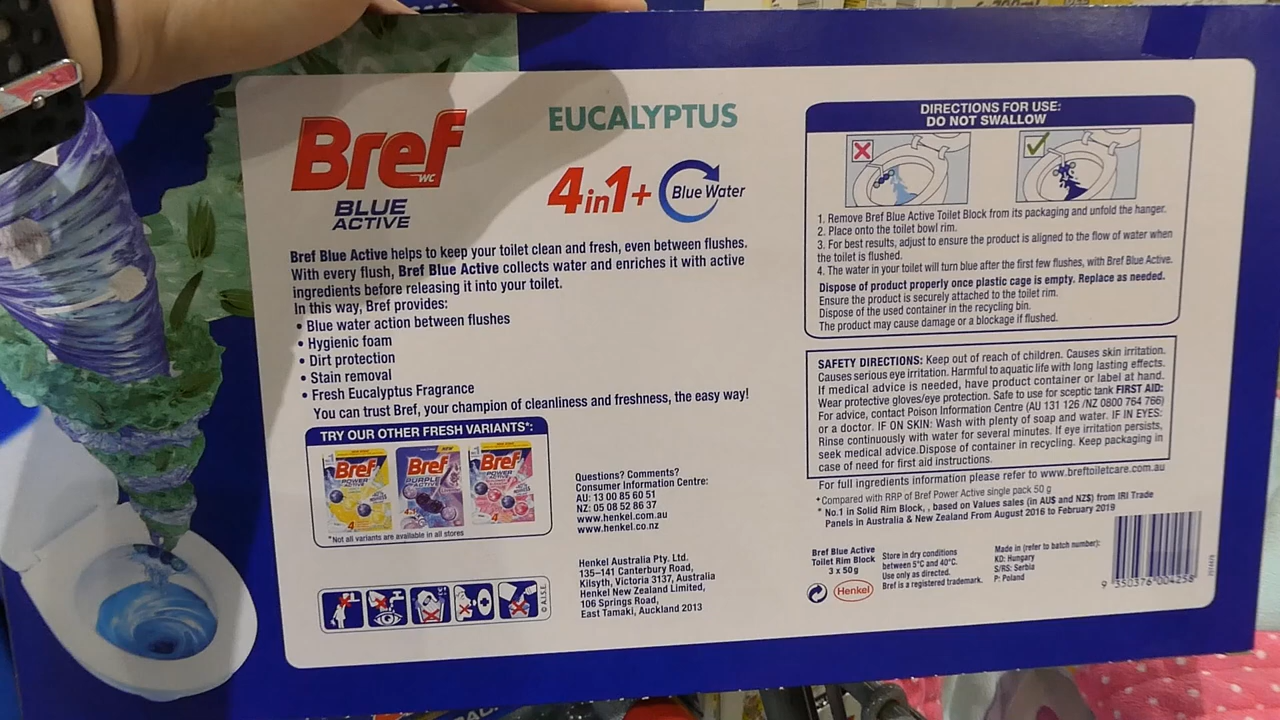 Bref
WC
BLUE
ACTIVE
EUCALYPTUS
4in1+
Blue Water
Bref Blue Active helps to keep your toilet clean and fresh, even between flushes.
With every flush, Bref Blue Active collects water and enriches it with active
ingredients before releasing it into your toilet.
In this way, Bref provides:
• Blue water action between flushes
• Hygienic foam
• Dirt protection
• Stain removal
• Fresh Eucalyptus Fragrance
You can trust Bref, your champion of cleanliness and freshness, the easy way!
TRY OUR OTHER FRESH VARIANTS*:
Bref
POWER
ACTIVE
Bref
PURPLE
ACTIVE
Bref
POWER
ACTIVE
*Not all variants are available in all stores
© A.I.S.E.
Questions? Comments?
Consumer Information Centre:
AU: 13 00 85 60 51
NZ: 05 08 52 86 37
www.henkel.com.au
www.henkel.co.nz
Henkel Australia Pty. Ltd.
135–141 Canterbury Road,
Kilsyth, Victoria 3137, Australia
Henkel New Zealand Limited,
106 Springs Road,
East Tamaki, Auckland 2013
DIRECTIONS FOR USE:
DO NOT SWALLOW
1. Remove Bref Blue Active Toilet Block from its packaging and unfold the hanger.
2. Place onto the toilet bowl rim.
3. For best results, adjust to ensure the product is aligned to the flow of water when
the toilet is flushed.
4. The water in your toilet will turn blue after the first few flushes, with Bref Blue Active.
Dispose of product properly once plastic cage is empty. Replace as needed.
Ensure the product is securely attached to the toilet rim.
Dispose of the used container in the recycling bin.
The product may cause damage or a blockage if flushed.
SAFETY DIRECTIONS: Keep out of reach of children. Causes skin irritation.
Causes serious eye irritation. Harmful to aquatic life with long lasting effects.
If medical advice is needed, have product container or label at hand.
Wear protective gloves/eye protection. Safe to use for sceptic tank FIRST AID:
For advice, contact Poison Information Centre (AU 131 126 /NZ 0800 764 766)
or a doctor. IF ON SKIN: Wash with plenty of soap and water. IF IN EYES:
Rinse continuously with water for several minutes. If eye irritation persists,
seek medical advice.Dispose of container in recycling. Keep packaging in
case of need for first aid instructions.
For full ingredients information please refer to www.breftoiletcare.com.au
*Compared with RRP of Bref Power Active single pack 50 g
* No.1 in Solid Rim Block, , based on Values sales (in AU$ and NZ$) from IRI Trade
Panels in Australia & New Zealand From August 2016 to February 2019
Bref Blue Active
Toilet Rim Block
3 x 50 g
Henkel
Store in dry conditions
between 5°C and 40°C.
Use only as directed.
Bref is a registered trademark.
Made in (refer to batch number):
KD: Hungary
S/RS: Serbia
P: Poland
9 350376 004258